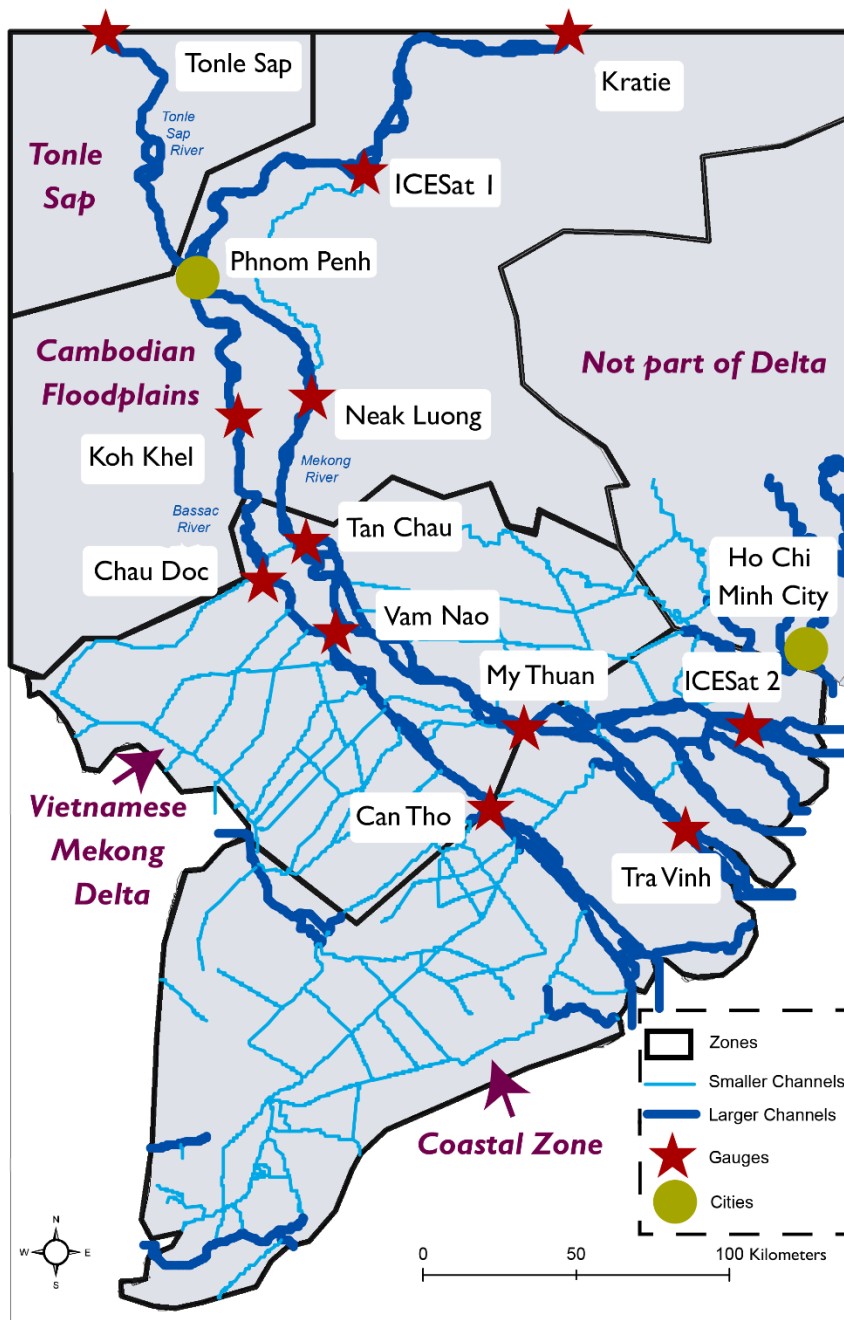 Tonle Sap
Kratie
Tonle
Sap
River
Tonle
Sap
ICESat 1
Phnom Penh
Cambodian
Floodplains
Not part of Delta
Neak Luong
Koh Khel
Mekong
River
Bassac
River
Tan Chau
Chau Doc
Ho Chi
Minh City
Vam Nao
My Thuan
ICESat 2
Vietnamese
Mekong
Delta
Can Tho
Tra Vinh
Coastal Zone
Zones
Smaller Channels
Larger Channels
Gauges
Cities
N
W
E
S
0
50
100 Kilometers